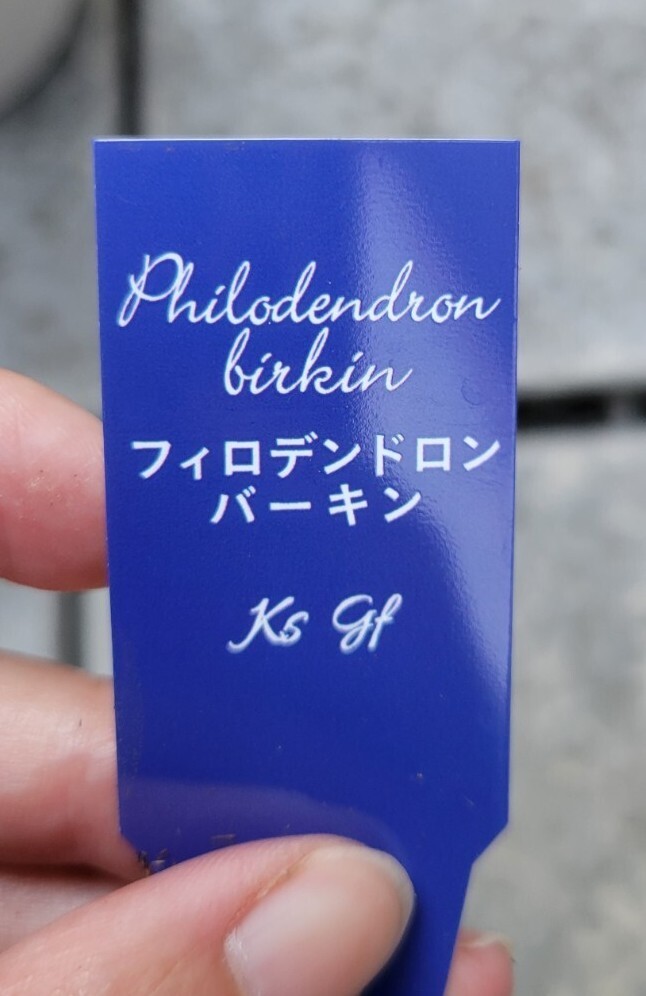 Philodendron
birkin
フィロデンドロン
バーキン
Ks Gf